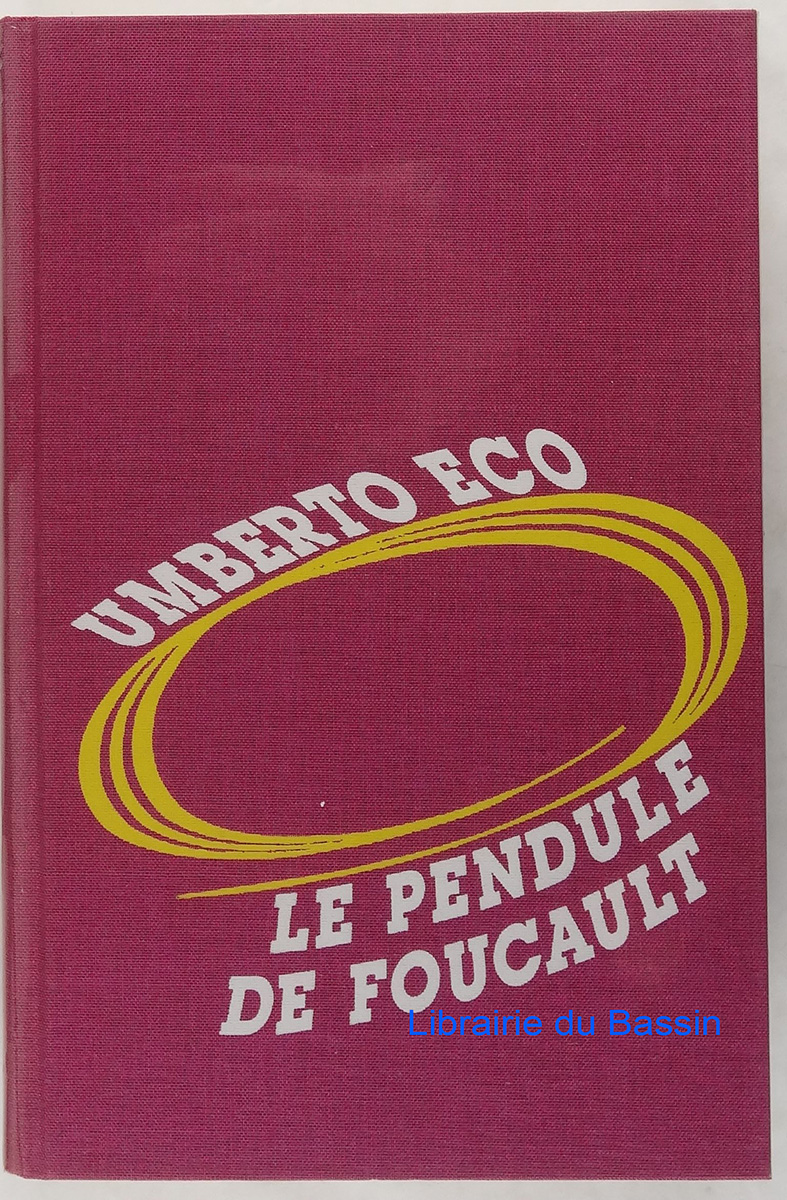 UMBERTO ECO
LE PENDULE
DE FOUCAULT
Librairie du Bassin